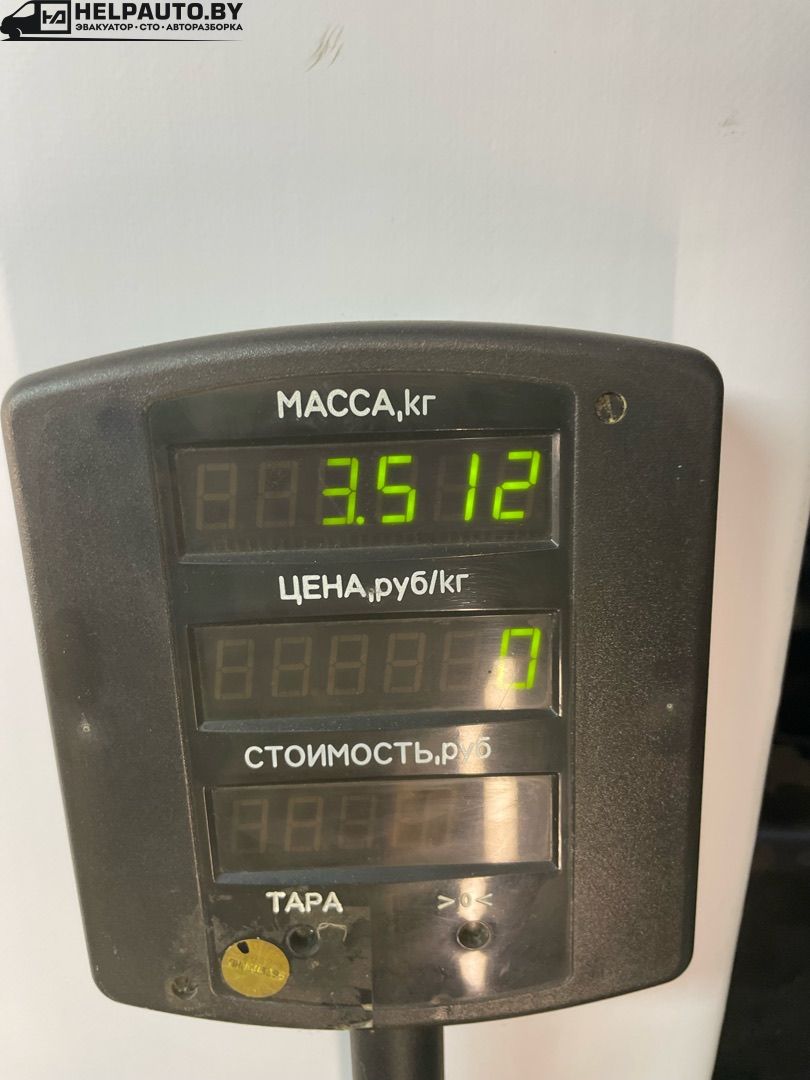 HELPAUTO.BY
ЭВАКУАТОР • СТО • АВТОРАЗБОРКА
МАССА,кг
3.512
ЦЕНА,руб/кг
0
СТОИМОСТЬ,руб
ТАРА >0<